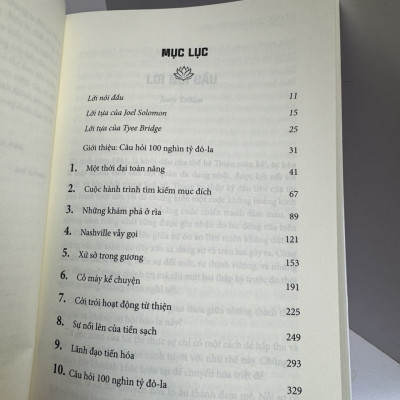 MỤC LỤC
Lời nói đầu 11
Lời tựa của Joel Solomon 15
Lời tựa của Tyee Bridge 25
Giới thiệu: Câu hỏi 100 nghìn tỷ đô-la 31
1. Một thời đại toàn năng 41
2. Cuộc hành trình tìm kiếm mục đích 67
3. Những khám phá ở rìa 89
4. Nashville vẫy gọi 121
5. Xứ sở trong gương 153
6. Cỗ máy kể chuyện 191
7. Cởi trói hoạt động từ thiện 225
8. Sự nổi lên của tiền sạch 249
9. Lãnh đạo tiến hóa 293
10. Câu hỏi 100 nghìn tỷ đô-la 329